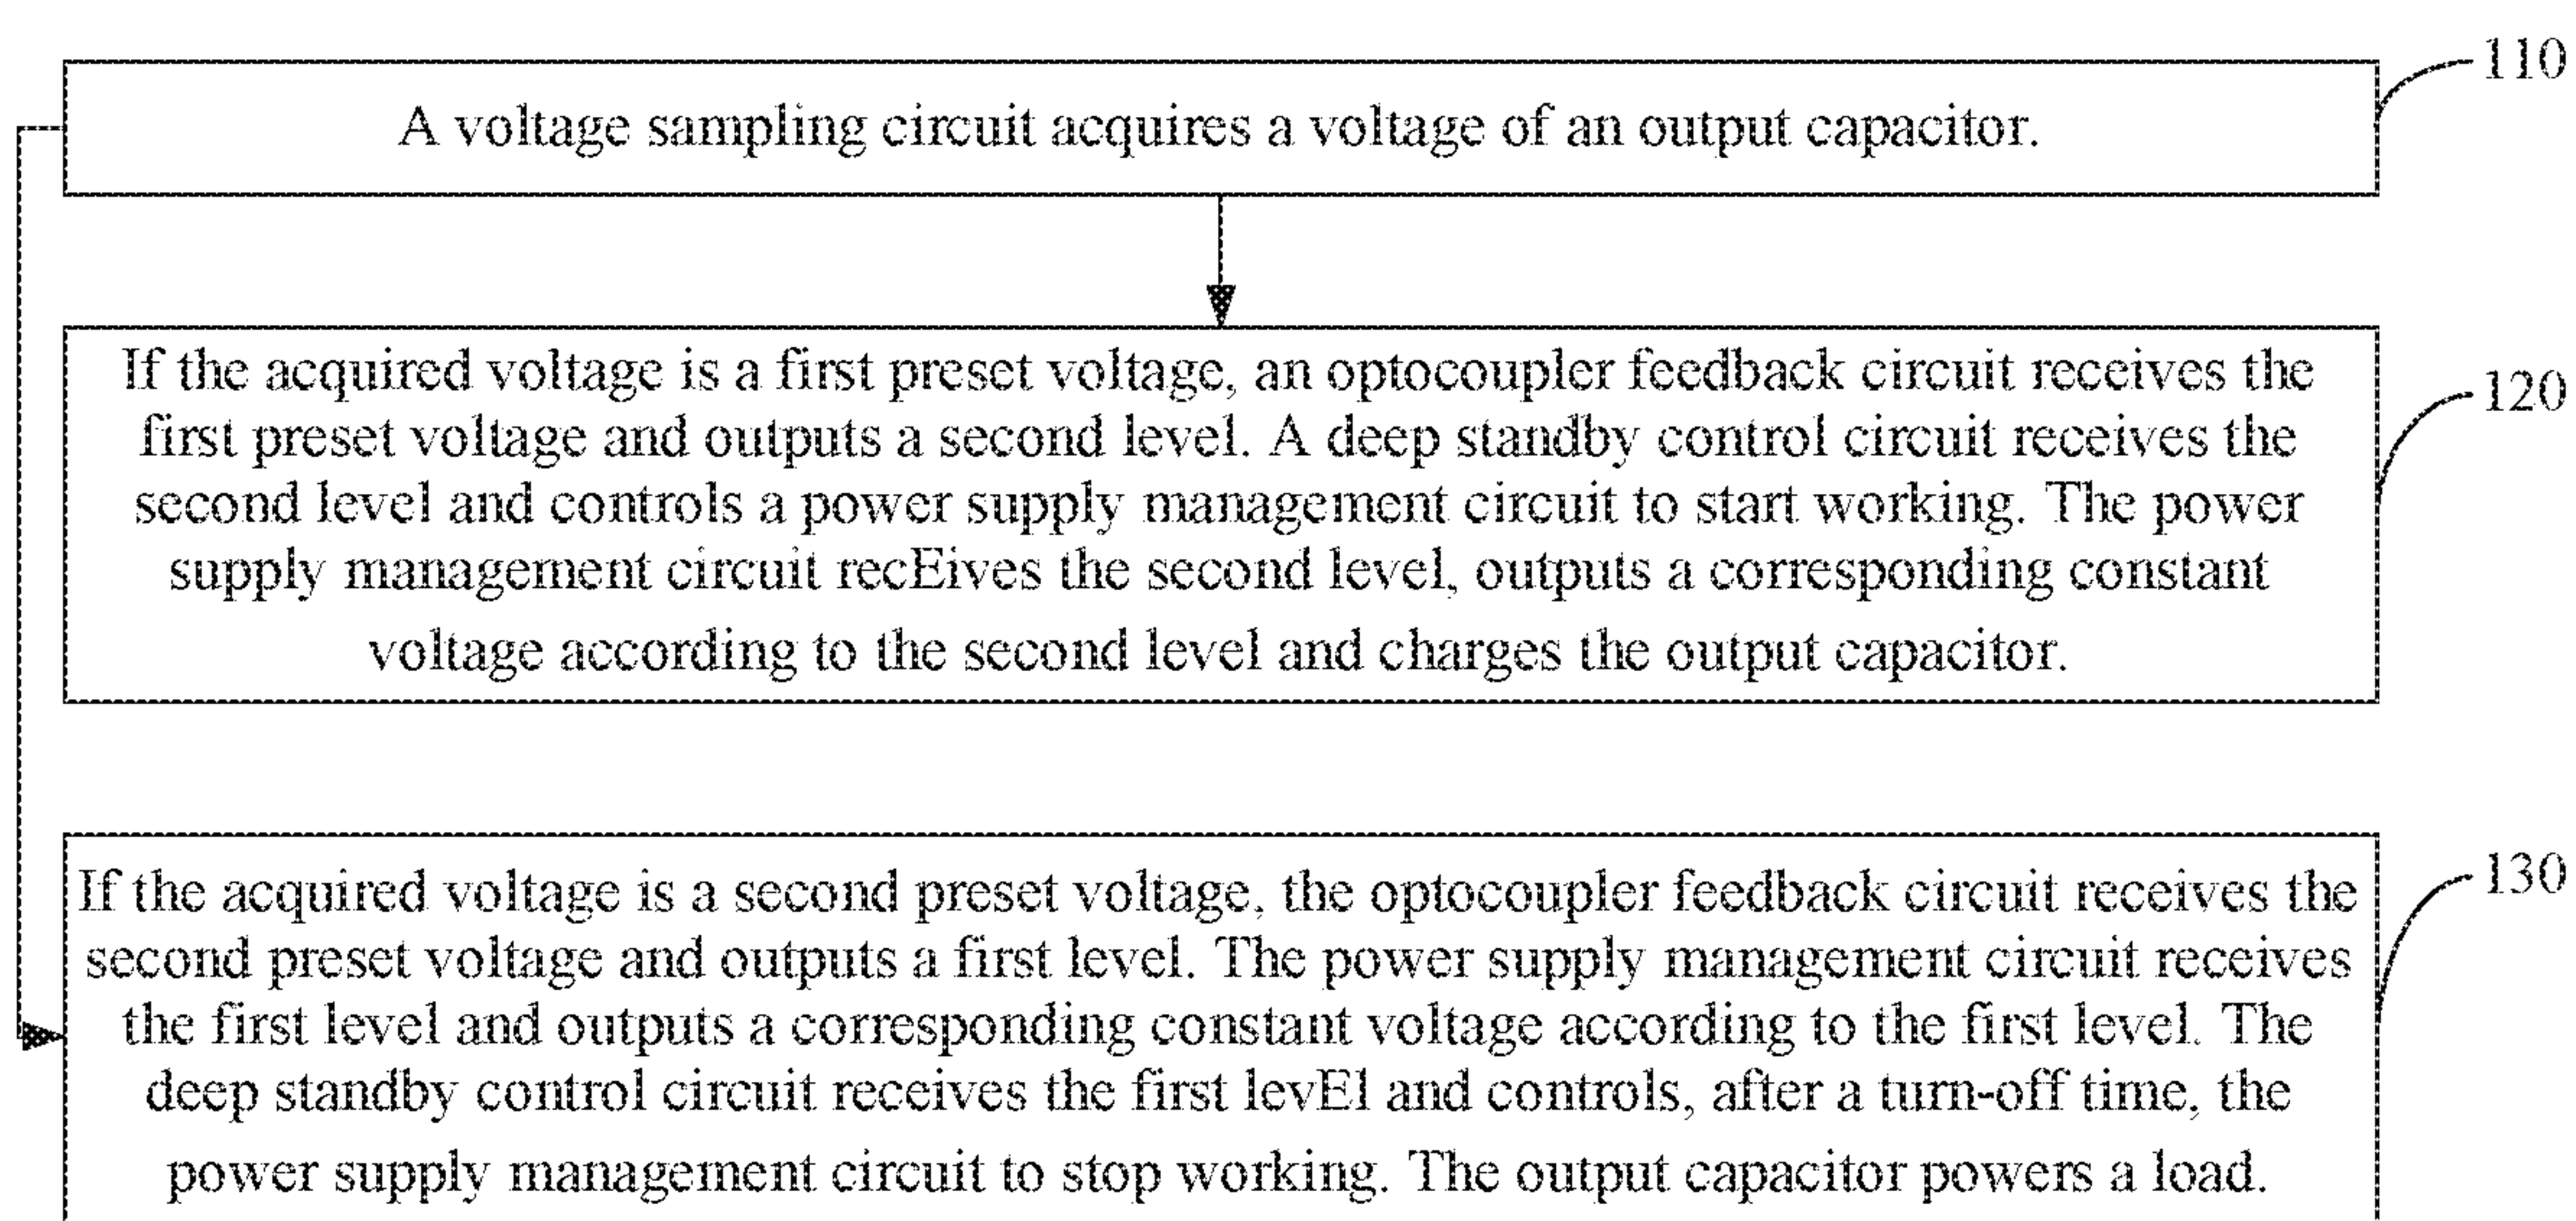 110
A voltage sampling circuit acquires a voltage of an output capacitor.
120
If the acquired voltage is a first preset voltage, an optocoupler feedback circuit receives the
first preset voltage and outputs a second level. A deep standby control circuit receives the
second level and controls a power supply management circuit to start working. The power
supply management circuit recEives the second level, outputs a corresponding constant
voltage according to the second level and charges the output capacitor.
130
If the acquired voltage is a second preset voltage, the optocoupler feedback circuit receives the
second preset voltage and outputs a first level. The power supply management circuit receives
the first level and outputs a corresponding constant voltage according to the first level. The
deep standby control circuit receives the first levEl and controls, after a turn-off time, the
power supply management circuit to stop working. The output capacitor powers a load.